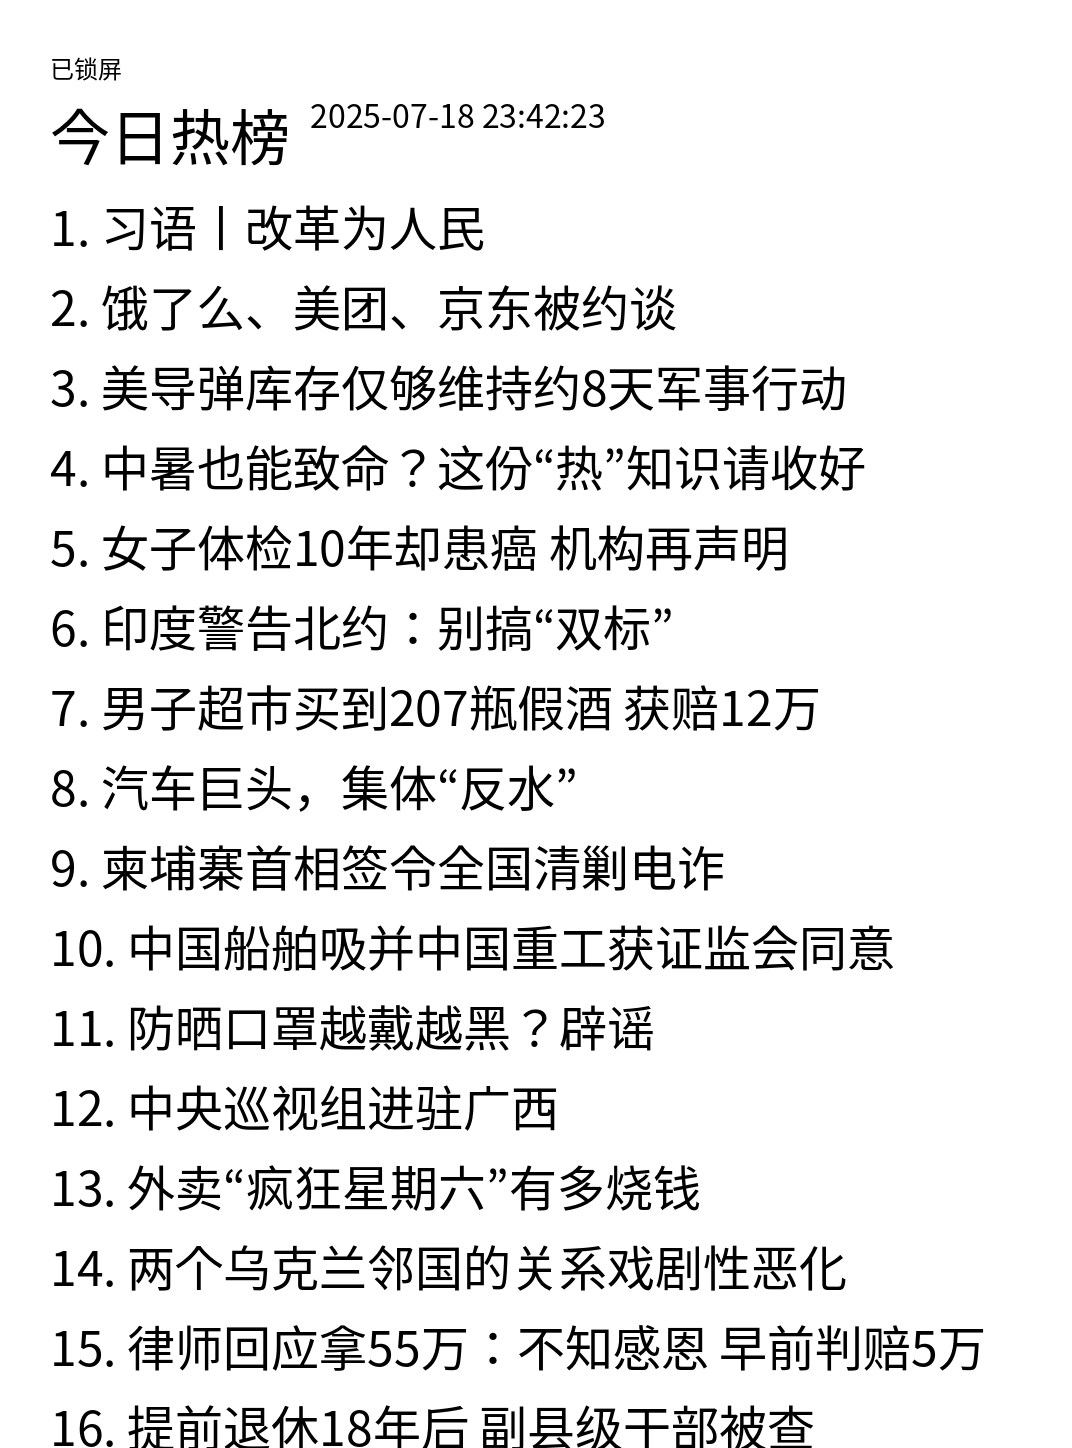 已锁屏
今日热榜 2025-07-18 23:42:23
1. 习语丨改革为人民
2. 饿了么、美团、京东被约谈
3. 美导弹库存仅够维持约8天军事行动
4. 中暑也能致命？这份“热”知识请收好
5. 女子体检10年却患癌 机构再声明
6. 印度警告北约：别搞“双标”
7. 男子超市买到207瓶假酒 获赔12万
8. 汽车巨头，集体“反水”
9. 柬埔寨首相签令全国清剿电诈
10. 中国船舶吸并中国重工获证监会同意
11. 防晒口罩越戴越黑？辟谣
12. 中央巡视组进驻广西
13. 外卖“疯狂星期六”有多烧钱
14. 两个乌克兰邻国的关系戏剧性恶化
15. 律师回应拿55万：不知感恩 早前判赔5万
16. 提前退休18年后 副县级干部被查